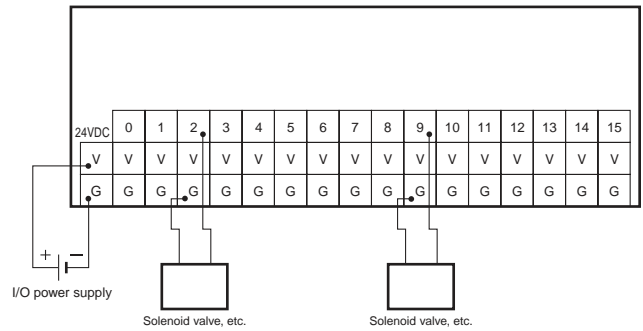 24VDC 0 1 2 3 4 5 6 7 8 9 10 11 12 13 14 15
V V V V V V V V V V V V V V V V V
G G G G G G G G G G G G G G G G G
+ −
I/O power supply
Solenoid valve, etc. Solenoid valve, etc.